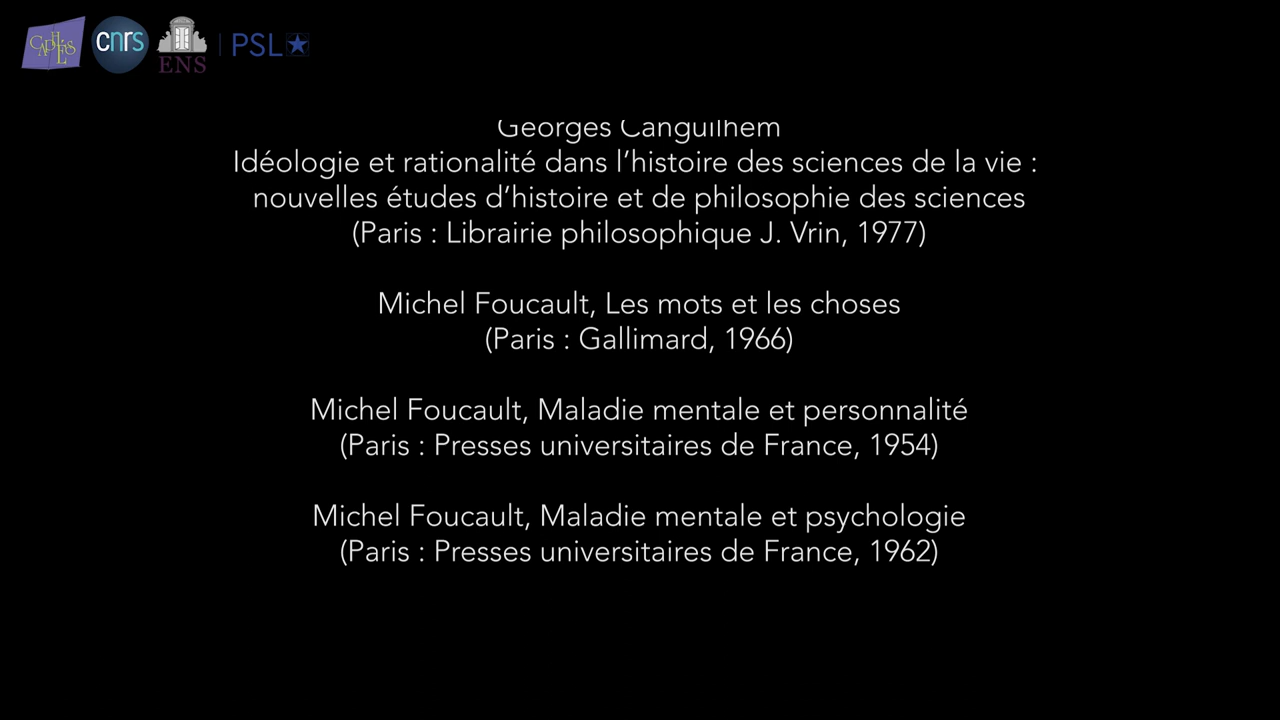 CAPHÉS
cnrs
ENS
PSL
Georges Canguilhem
Idéologie et rationalité dans l’histoire des sciences de la vie :
nouvelles études d’histoire et de philosophie des sciences
(Paris : Librairie philosophique J. Vrin, 1977)
Michel Foucault, Les mots et les choses
(Paris : Gallimard, 1966)
Michel Foucault, Maladie mentale et personnalité
(Paris : Presses universitaires de France, 1954)
Michel Foucault, Maladie mentale et psychologie
(Paris : Presses universitaires de France, 1962)